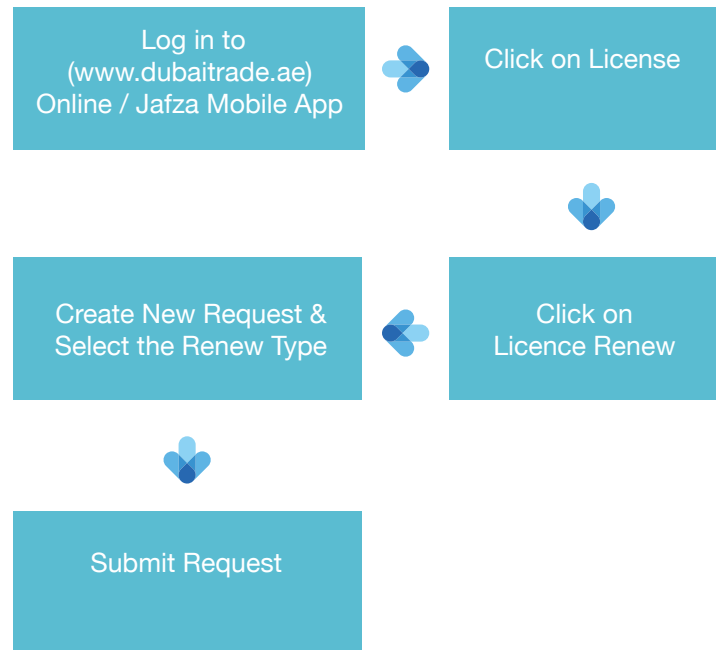 Log in to
(www.dubaitrade.ae)
Online / Jafza Mobile App
Click on License
Click on
Licence Renew
Create New Request &
Select the Renew Type
Submit Request